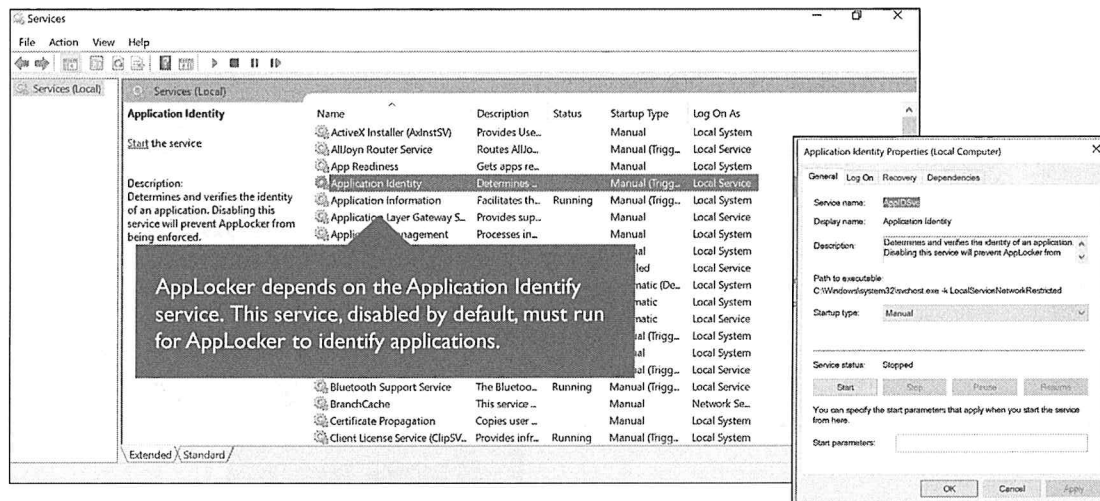 Services
File Action View Help
Services (Local)
Services (Local)
Application Identity
Start the service
Description:
Determines and verifies the identity
of an application. Disabling this
service will prevent AppLocker from
being enforced.
Name Description Status Startup Type Log On As
ActiveX Installer (AxInstSV) Provides Use... Manual Local System
AllJoyn Router Service Routes AllJo... Manual (Trigg... Local Service
App Readiness Gets apps re... Manual Local System
Application Identity Determines ... Manual (Trigg... Local Service
Application Information Facilitates th... Running Manual (Trigg... Local System
Application Layer Gateway S... Provides sup... Manual Local Service
Processes in... Manual Local System
Local System
Local Service
(De... Local System
Local System
Local Service
(Trigg... Local System
Local System
(Trigg... Local Service
Bluetooth Support Service The Bluetoo... Running Manual (Trigg... Local Service
BranchCache This service ... Manual Network Se...
Certificate Propagation Copies user ... Manual Local System
Client License Service (ClipSV... Provides infr... Running Manual (Trigg... Local System
Extended Standard
AppLocker depends on the Application Identify
service. This service, disabled by default, must run
for AppLocker to identify applications.
Application Identity Properties (Local Computer)
General Log On Recovery Dependencies
Service name: AppIDSvc
Display name: Application Identity
Description: Determines and verifies the identity of an application.
Disabling this service will prevent AppLocker from
Path to executable:
C:\Windows\system32\svchost.exe -k LocalServiceNetworkRestricted
Startup type: Manual
Service status: Stopped
Start Stop Pause Resume
You can specify the start parameters that apply when you start the service
from here.
Start parameters:
OK Cancel Apply